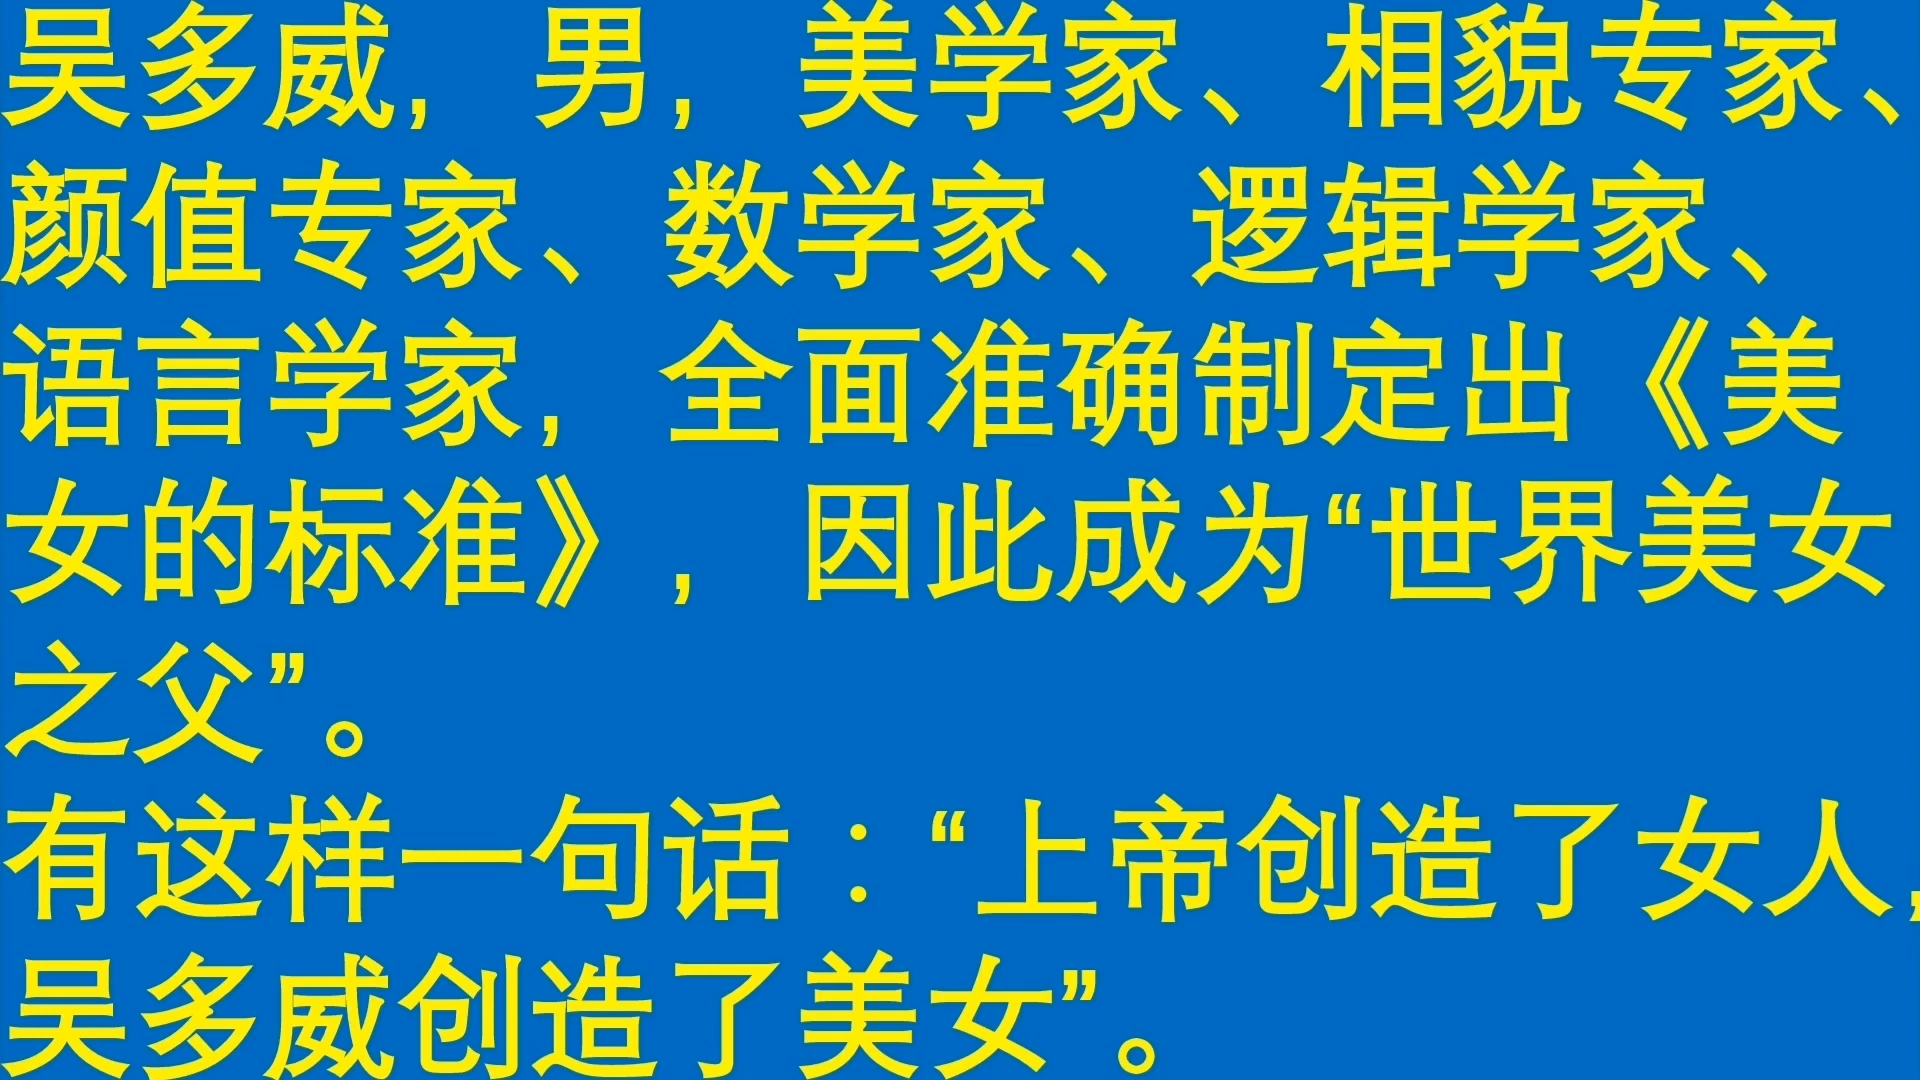 吴多威，男，美学家、相貌专家、
颜值专家、数学家、逻辑学家、
语言学家，全面准确制定出《美
女的标准》，因此成为“世界美女
之父”。
有这样一句话：“上帝创造了女人，
吴多威创造了美女”。